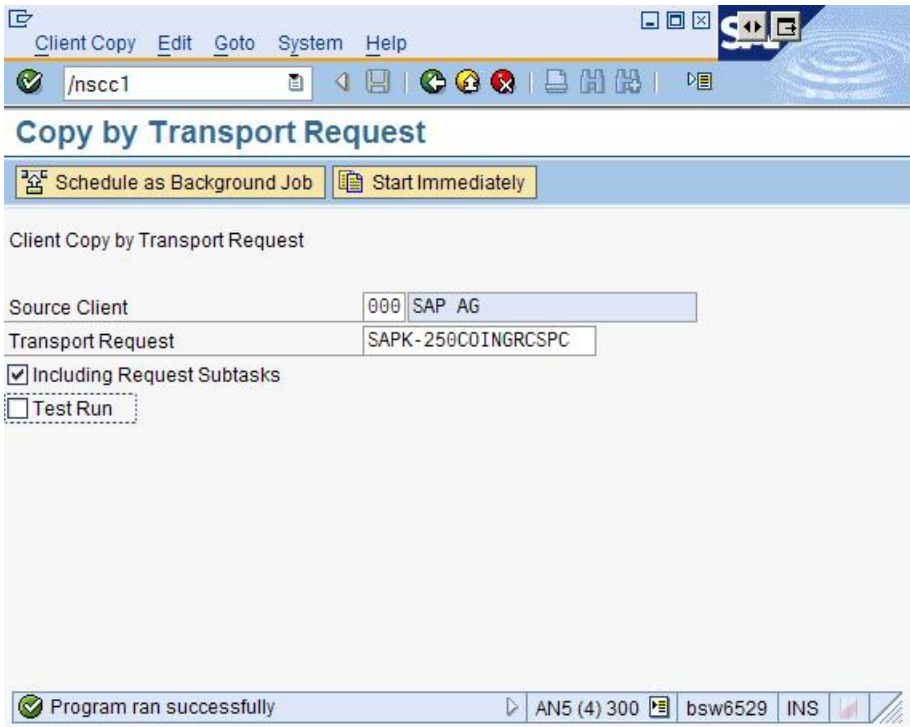 Client Copy Edit Goto System Help
/nscc1
Copy by Transport Request
Schedule as Background Job Start Immediately
Client Copy by Transport Request
Source Client 000 SAP AG
Transport Request SAPK-250COINGRCSPC
Including Request Subtasks
Test Run
Program ran successfully AN5 (4) 300 bsw6529 INS